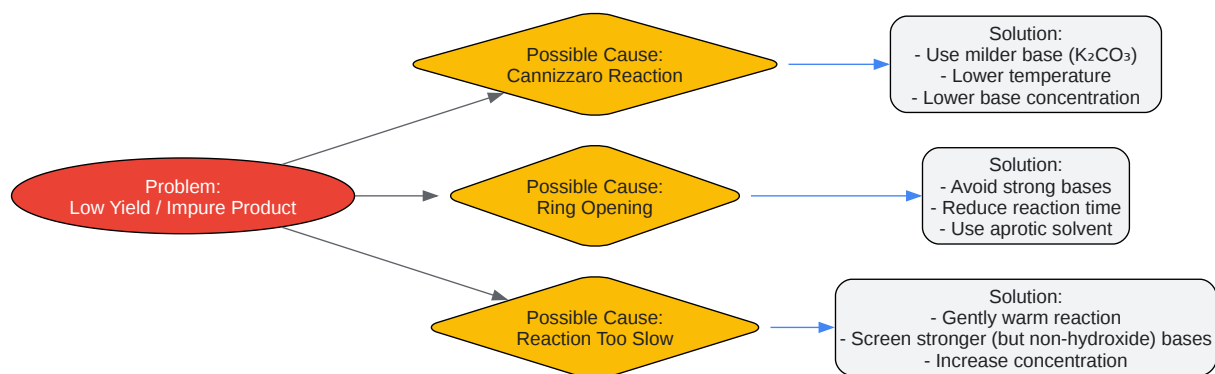 Problem:
Low Yield / Impure Product
Possible Cause:
Cannizzaro Reaction
Solution:
- Use milder base (K₂CO₃)
- Lower temperature
- Lower base concentration
Possible Cause:
Ring Opening
Solution:
- Avoid strong bases
- Reduce reaction time
- Use aprotic solvent
Possible Cause:
Reaction Too Slow
Solution:
- Gently warm reaction
- Screen stronger (but non-hydroxide) bases
- Increase concentration